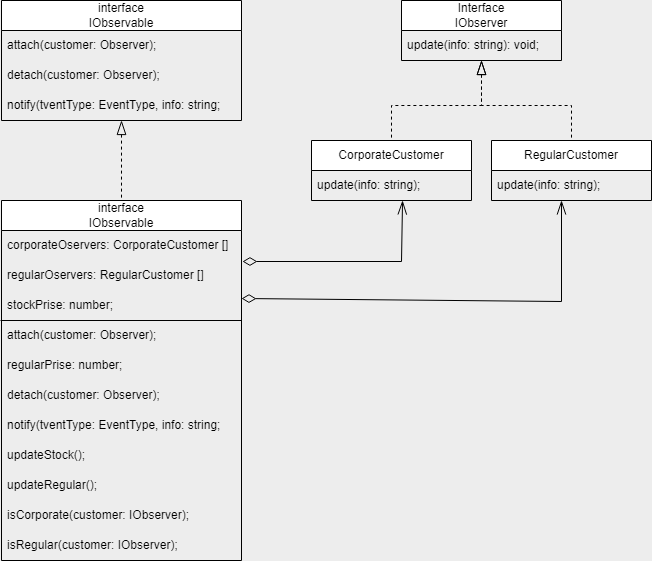 interface
IObservable
attach(customer: Observer);
detach(customer: Observer);
notify(tventType: EventType, info: string;
Interface
IObserver
update(info: string): void;
CorporateCustomer
update(info: string);
RegularCustomer
update(info: string);
interface
IObservable
corporateOservers: CorporateCustomer []
regularOservers: RegularCustomer []
stockPrise: number;
attach(customer: Observer);
regularPrise: number;
detach(customer: Observer);
notify(tventType: EventType, info: string;
updateStock();
updateRegular();
isCorporate(customer: IObserver);
isRegular(customer: IObserver);